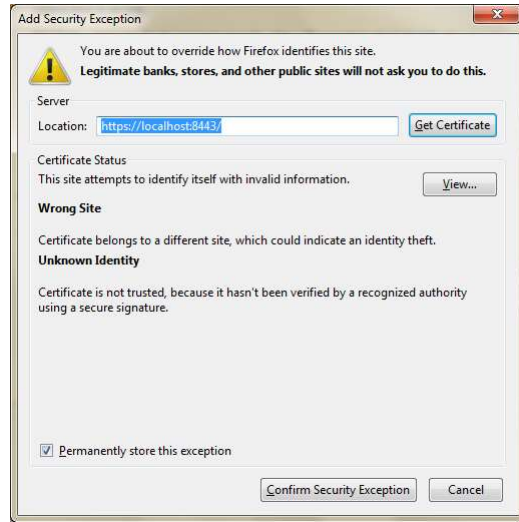 Add Security Exception
You are about to override how Firefox identifies this site.
Legitimate banks, stores, and other public sites will not ask you to do this.
Server
Location: https://localhost:8443/ Get Certificate
Certificate Status
This site attempts to identify itself with invalid information. View...
Wrong Site
Certificate belongs to a different site, which could indicate an identity theft.
Unknown Identity
Certificate is not trusted, because it hasn't been verified by a recognized authority
using a secure signature.
Permanently store this exception
Confirm Security Exception Cancel